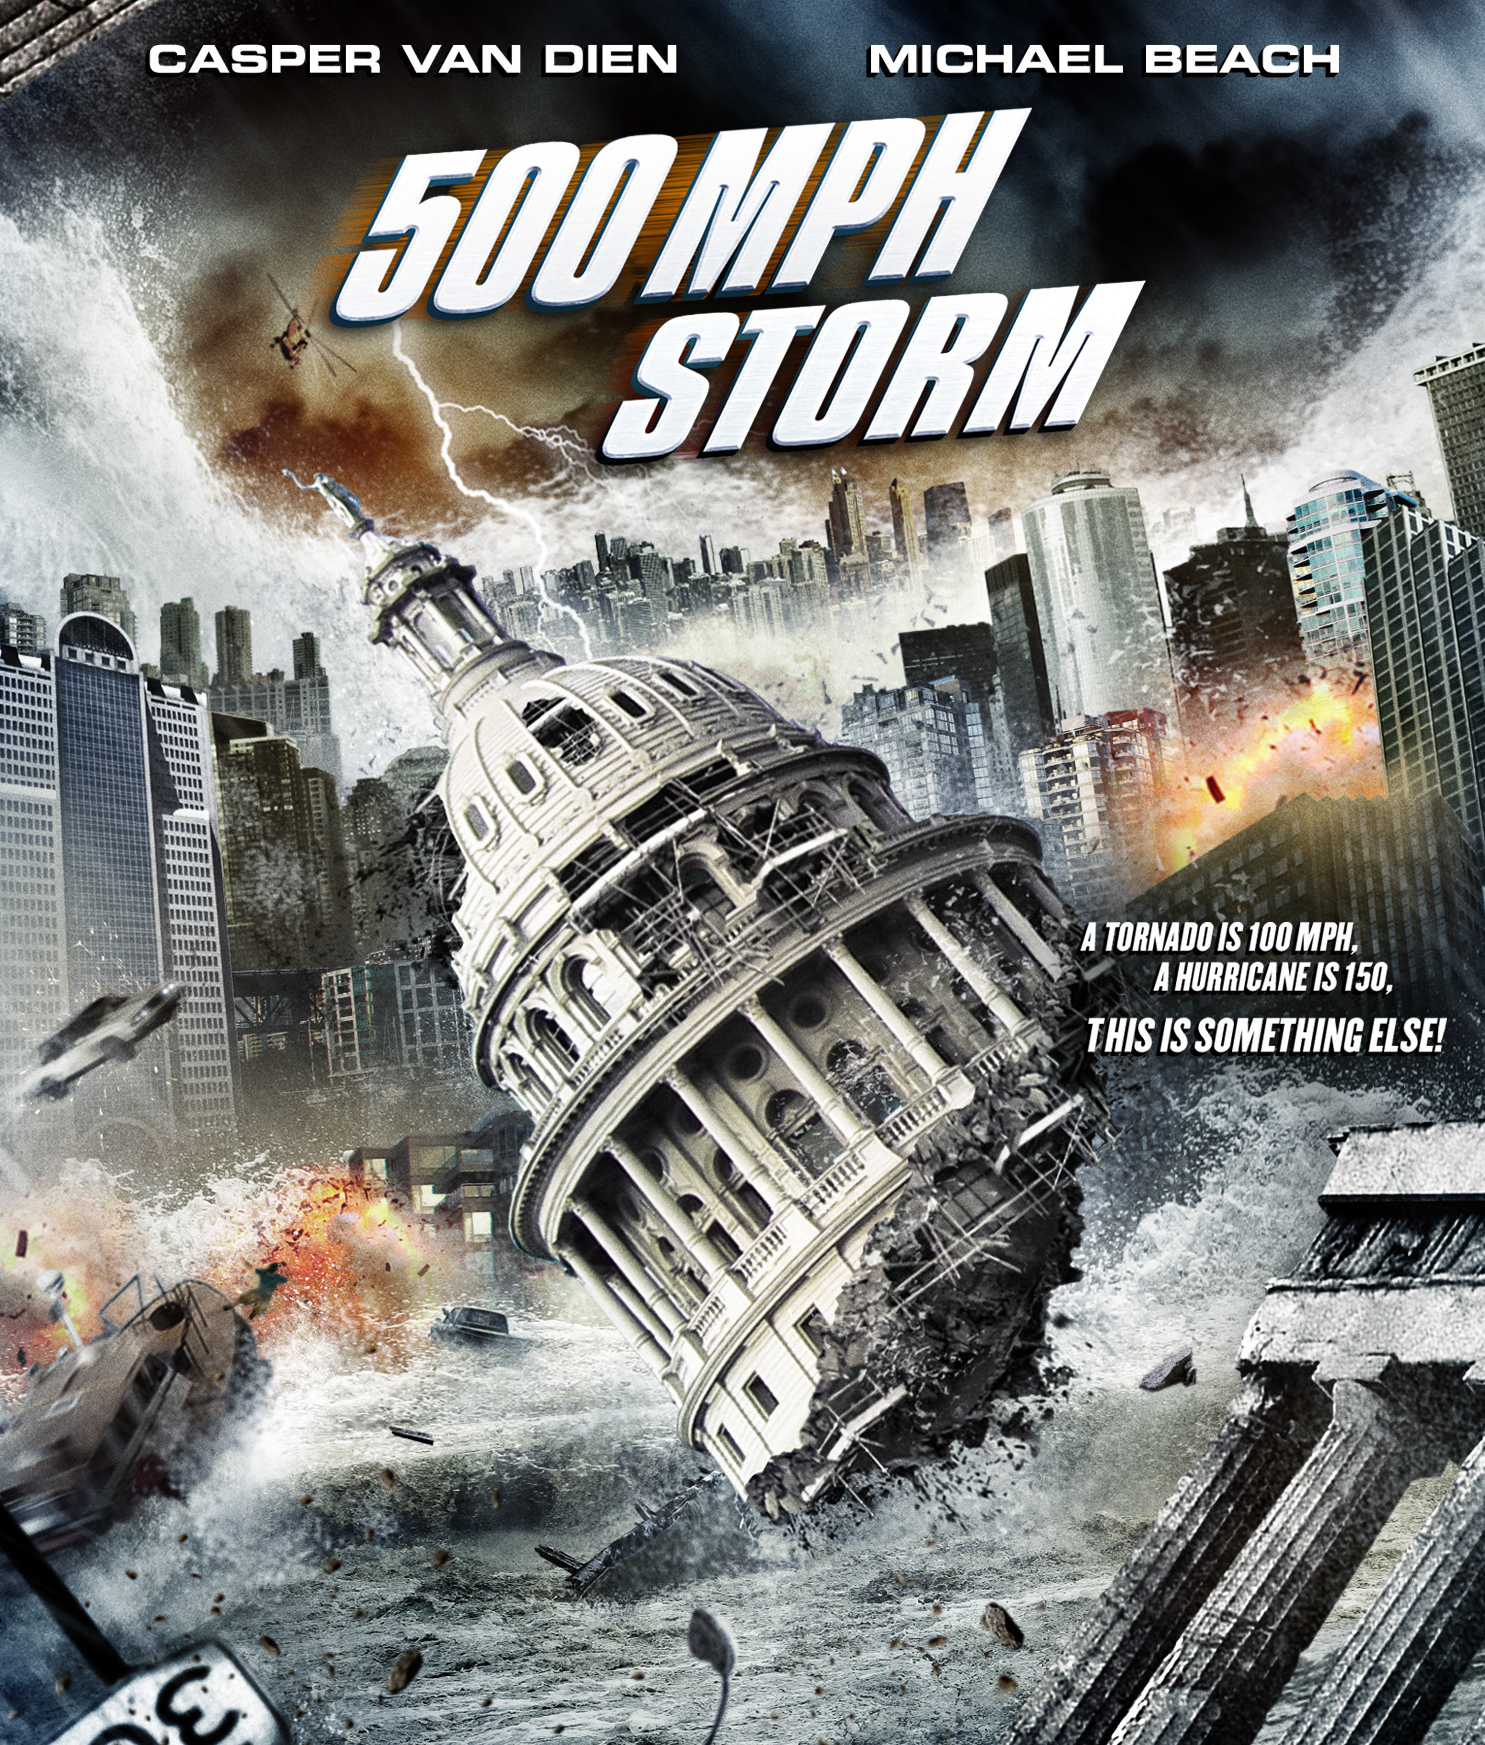 CASPER VAN DIEN MICHAEL BEACH
500 MPH
STORM
A TORNADO IS 100 MPH,
A HURRICANE IS 150,
THIS IS SOMETHING ELSE!
30